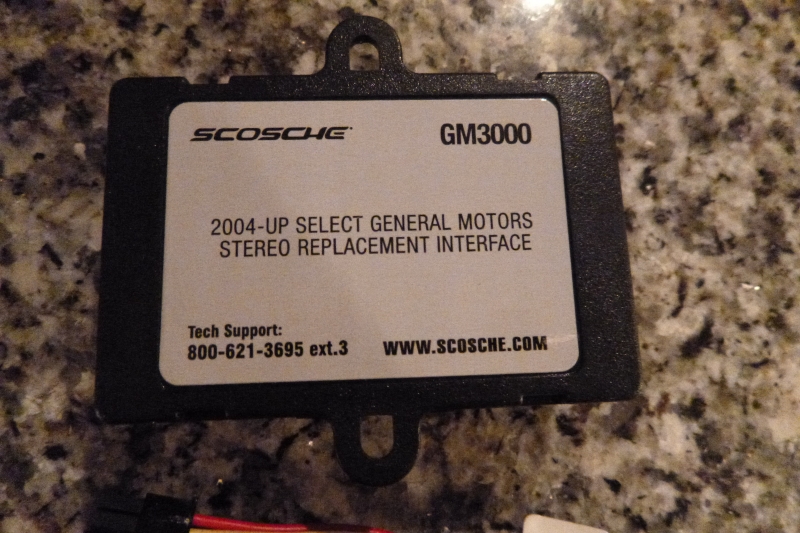 SCOSCHE GM3000
2004-UP SELECT GENERAL MOTORS
STEREO REPLACEMENT INTERFACE
Tech Support:
800-621-3695 ext.3 WWW.SCOSCHE.COM